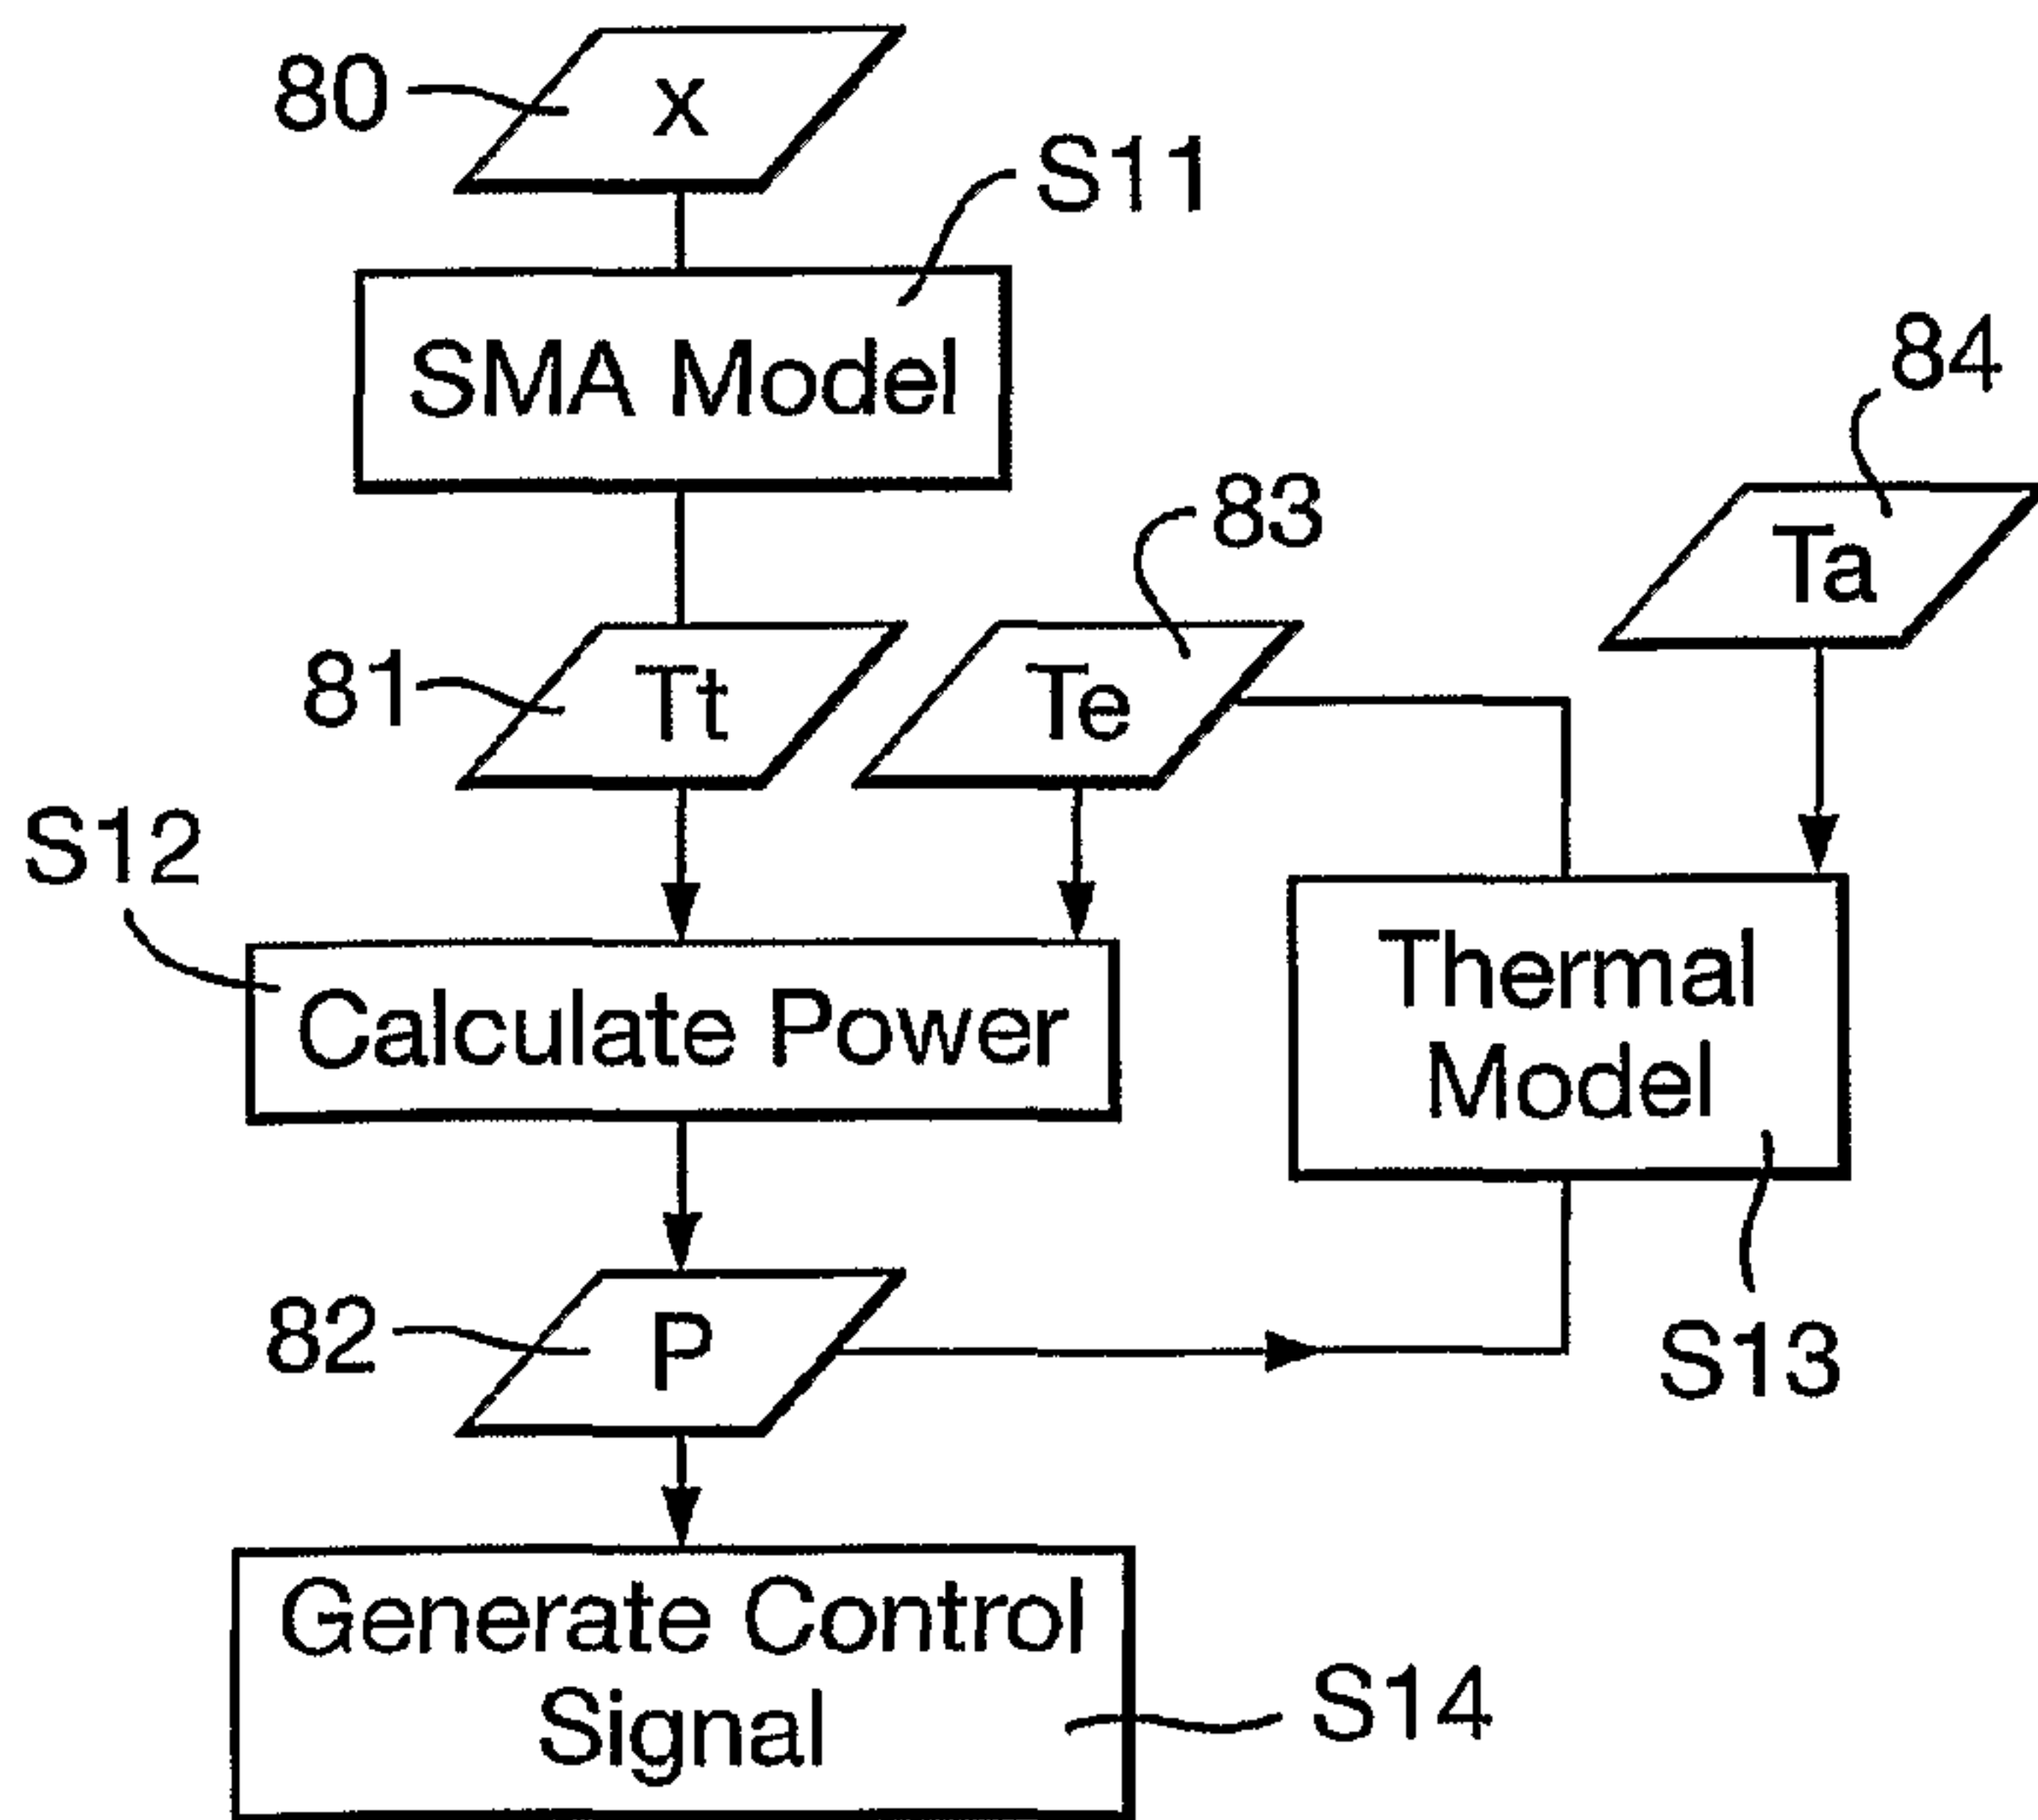 80
x
S11
SMA Model
84
83
Ta
81
Tt
Te
S12
Calculate Power
Thermal
Model
82
P
S13
Generate Control
Signal
S14